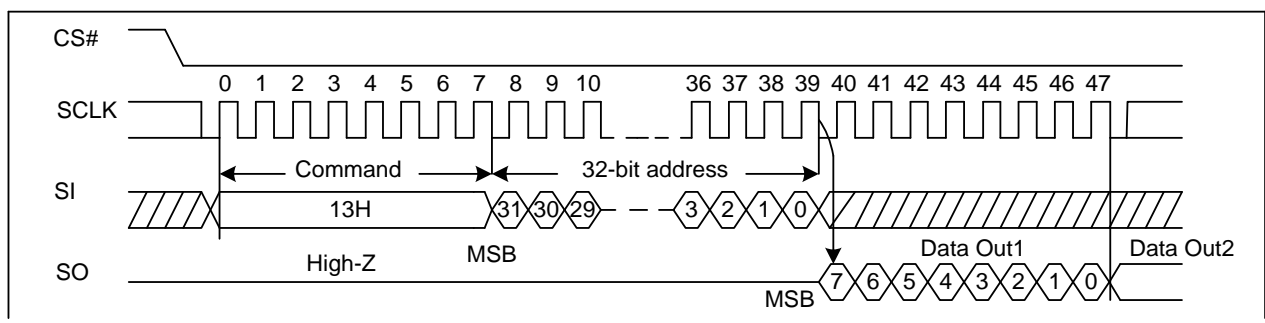 CS#
0 1 2 3 4 5 6 7 8 9 10 36 37 38 39 40 41 42 43 44 45 46 47
SCLK
Command 32-bit address
SI
13H 31 30 29 3 2 1 0
High-Z MSB Data Out1 Data Out2
SO
MSB 7 6 5 4 3 2 1 0